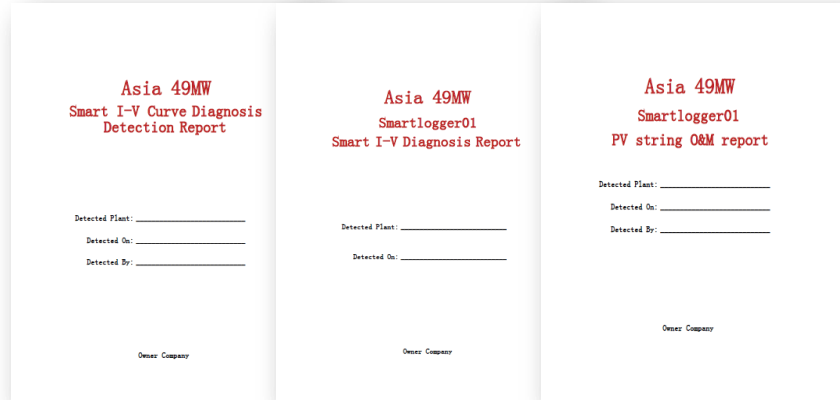 Asia 49MW
Smart I-V Curve Diagnosis
Detection Report
Detected Plant:
Detected On:
Detected By:
Owner Company
Asia 49MW
Smartlogger01
Smart I-V Diagnosis Report
Detected Plant:
Detected On:
Owner Company
Asia 49MW
Smartlogger01
PV string O&M report
Detected Plant:
Detected On:
Detected By:
Owner Company